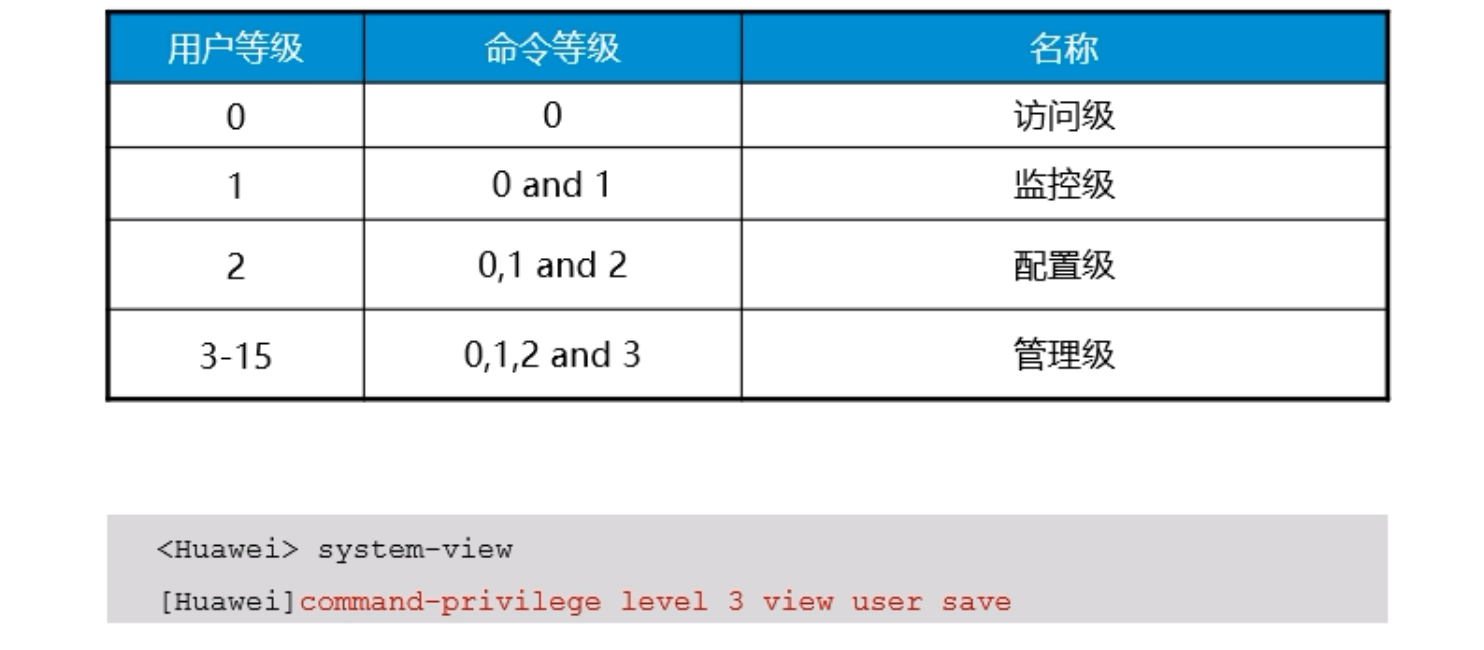 用户等级 命令等级 名称
0 0 访问级
1 0 and 1 监控级
2 0,1 and 2 配置级
3-15 0,1,2 and 3 管理级
<Huawei> system-view
[Huawei]command-privilege level 3 view user save